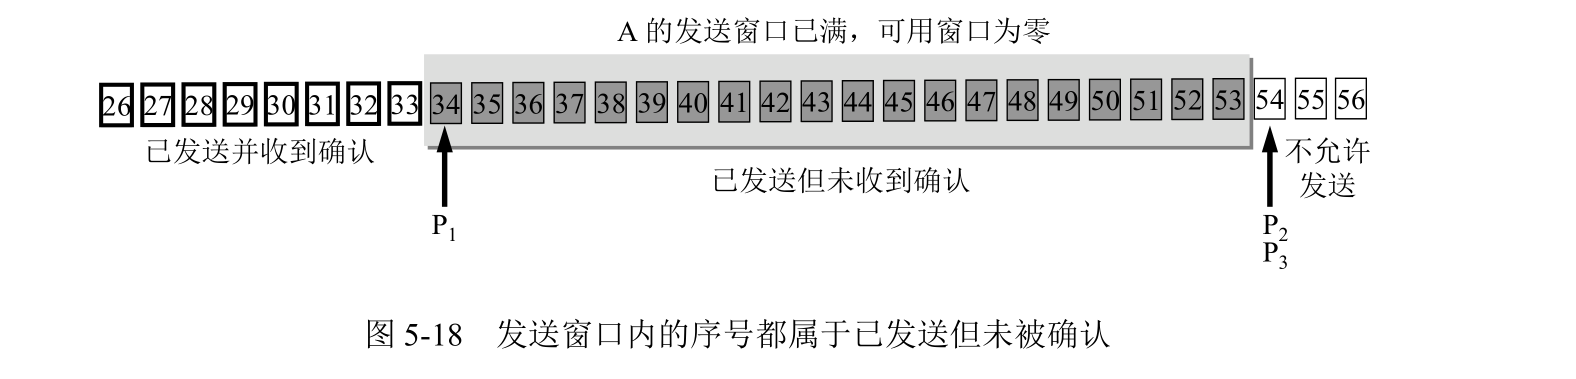 A 的发送窗口已满，可用窗口为零
26 27 28 29 30 31 32 33 34 35 36 37 38 39 40 41 42 43 44 45 46 47 48 49 50 51 52 53 54 55 56
已发送并收到确认
已发送但未收到确认
不允许
发送
P1
P2
P3
图 5-18 发送窗口内的序号都属于已发送但未被确认